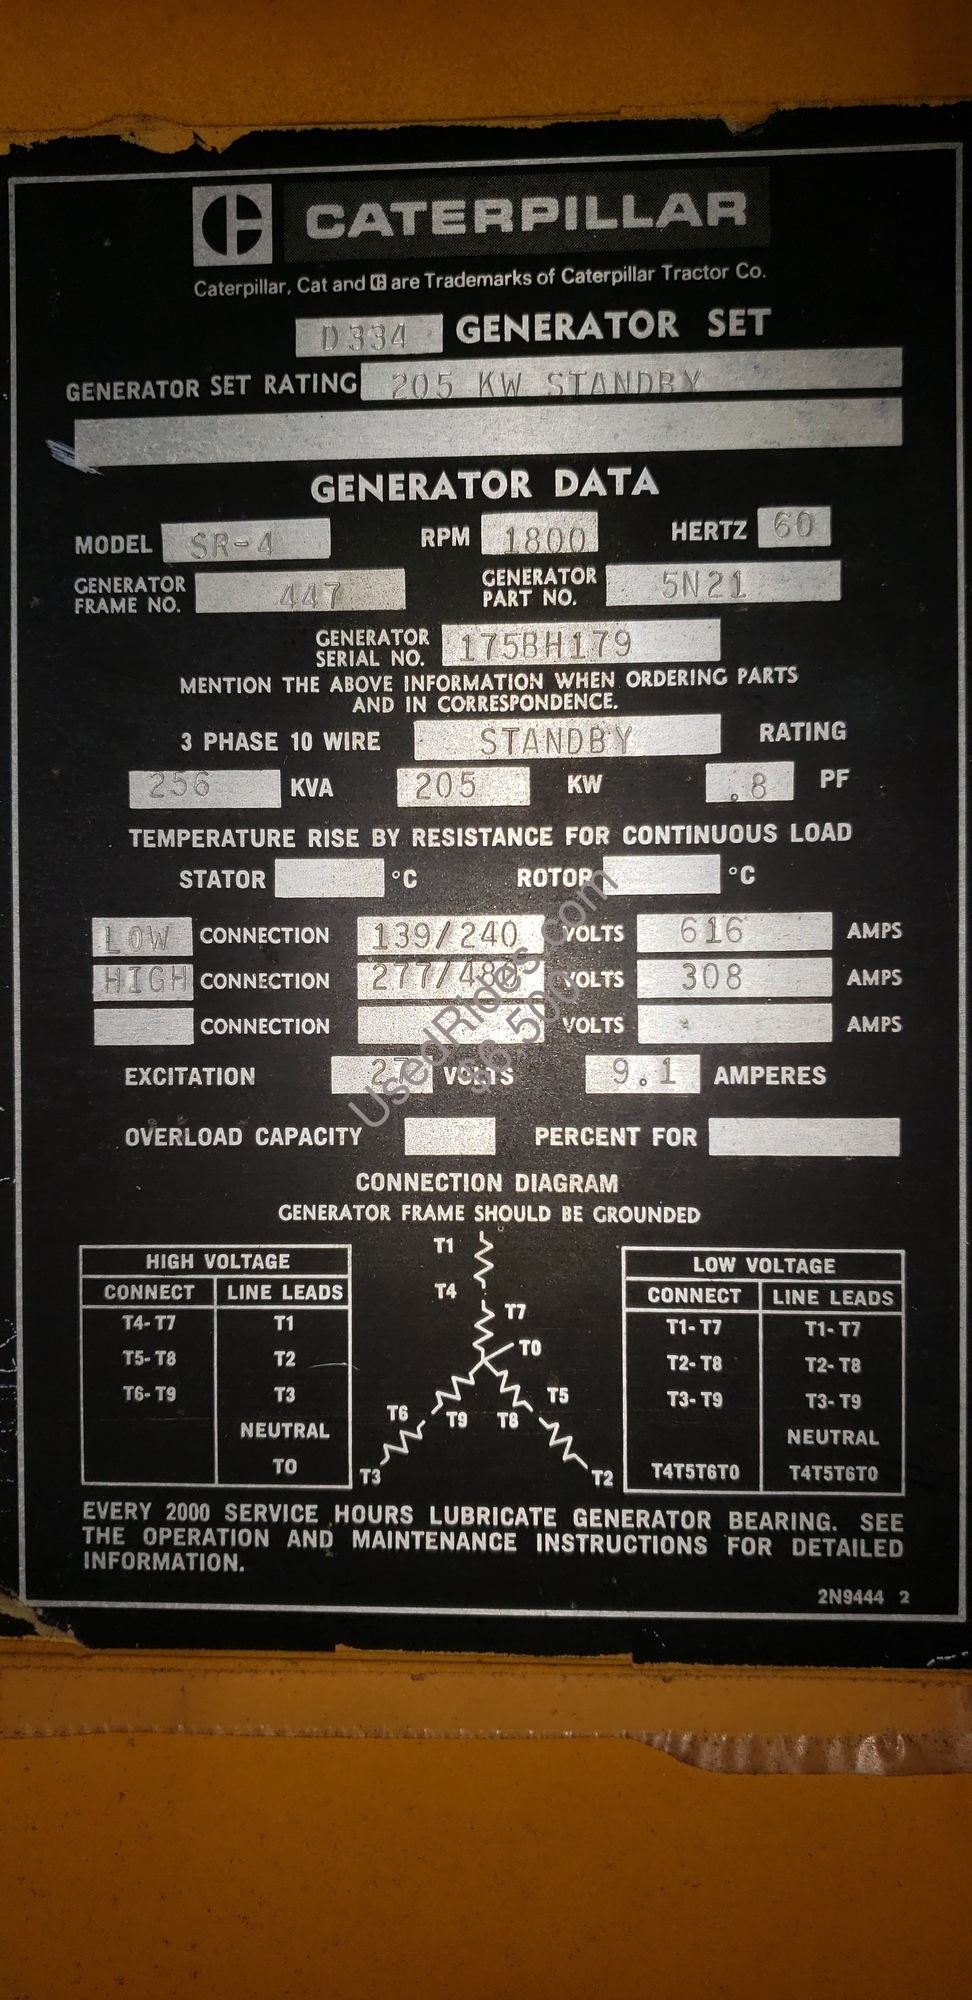 CATERPILLAR
Caterpillar, Cat and C are Trademarks of Caterpillar Tractor Co.
D334 GENERATOR SET
GENERATOR SET RATING 205 KW STANDBY
GENERATOR DATA
MODEL SR-4 RPM 1800 HERTZ 60
GENERATOR FRAME NO. 447 GENERATOR PART NO. 5N21
GENERATOR SERIAL NO. 175BH179
MENTION THE ABOVE INFORMATION WHEN ORDERING PARTS
AND IN CORRESPONDENCE.
3 PHASE 10 WIRE STANDBY RATING
256 KVA 205 KW .8 PF
TEMPERATURE RISE BY RESISTANCE FOR CONTINUOUS LOAD
STATOR °C ROTOR °C
LOW CONNECTION 139/240 VOLTS 616 AMPS
HIGH CONNECTION 277/480 VOLTS 308 AMPS
CONNECTION VOLTS AMPS
EXCITATION VOLTS 9.1 AMPERES
OVERLOAD CAPACITY PERCENT FOR
UsedRides.com
CONNECTION DIAGRAM
GENERATOR FRAME SHOULD BE GROUNDED
HIGH VOLTAGE
CONNECT LINE LEADS
T4-T7 T1
T5-T8 T2
T6-T9 T3
NEUTRAL
T0
T1
T4
T7
T0
T6 T9 T8 T5
T3 T2
LOW VOLTAGE
CONNECT LINE LEADS
T1-T7 T1-T7
T2-T8 T2-T8
T3-T9 T3-T9
NEUTRAL
T4T5T6T0 T4T5T6T0
EVERY 2000 SERVICE HOURS LUBRICATE GENERATOR BEARING. SEE
THE OPERATION AND MAINTENANCE INSTRUCTIONS FOR DETAILED
INFORMATION.
2N9444 2